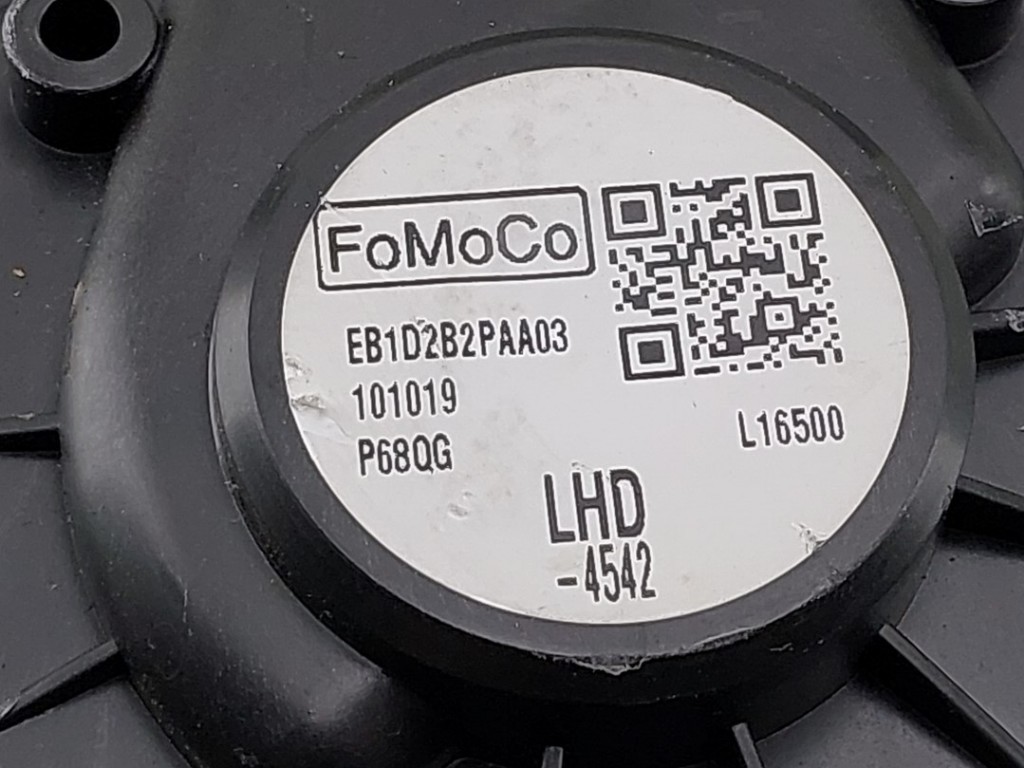 FoMoCo
EB1D2B2PAA03
101019
P68QG
L16500
LHD
-4542